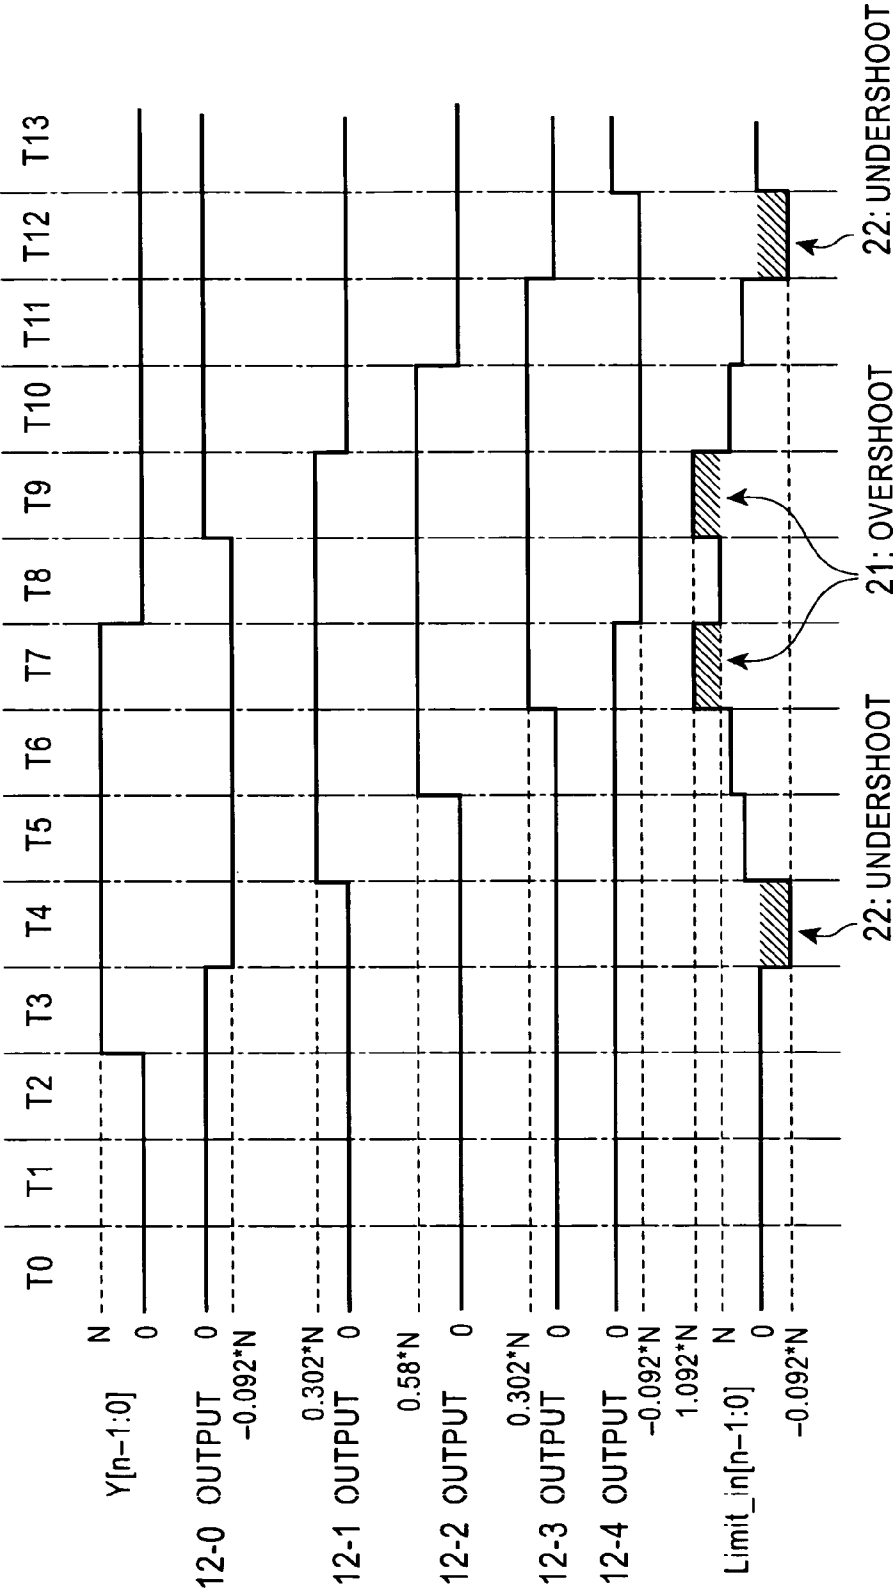 T0 T1 T2 T3 T4 T5 T6 T7 T8 T9 T10 T11 T12 T13
N
Y[n–1:0]
0
0
12-0 OUTPUT
–0.092*N
0.302*N
12-1 OUTPUT 0
0.58*N
12-2 OUTPUT 0
0.302*N
12-3 OUTPUT 0
12-4 OUTPUT 0
–0.092*N
1.092*N
N
Limit_in[n–1:0]
0
–0.092*N
22: UNDERSHOOT
21: OVERSHOOT
22: UNDERSHOOT